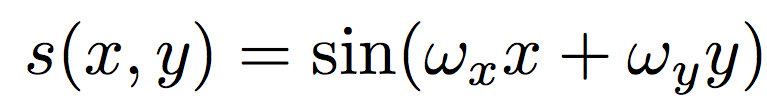 s(x, y) = sin(ωₓx + ω_y y)